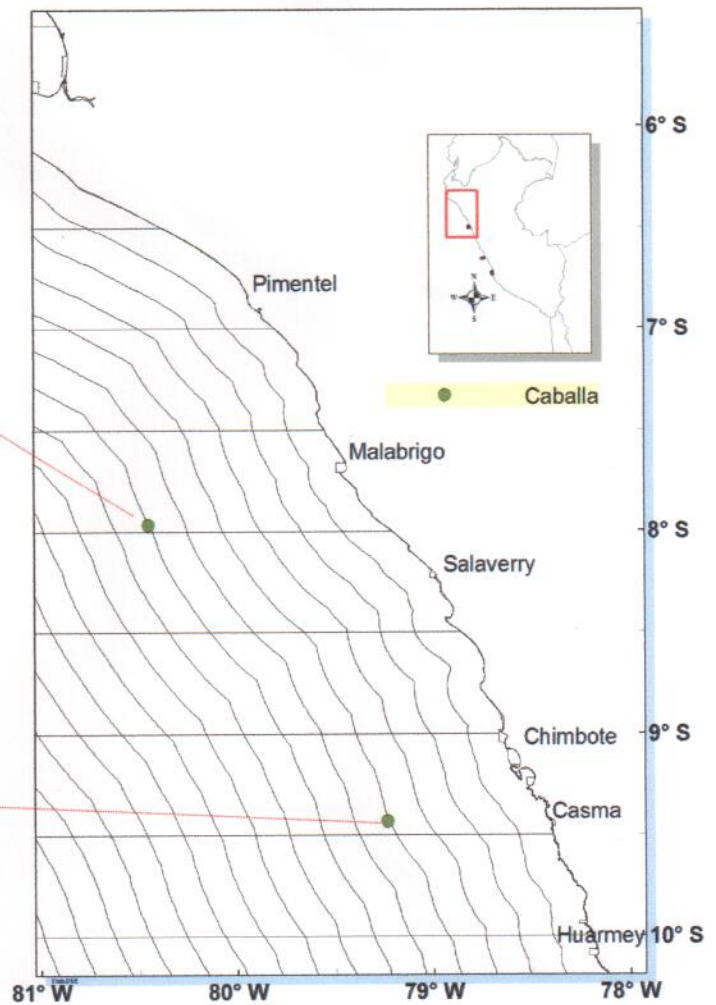 6° S
N
W E
S
Pimentel
7° S
Caballa
Malabrigo
8° S
Salaverry
Chimbote
9° S
Casma
Huarmey
10° S
81° W
80° W
79° W
78° W